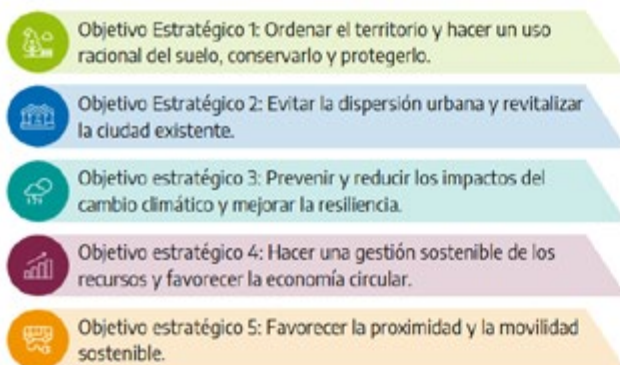 Objetivo Estratégico 1: Ordenar el territorio y hacer un uso
racional del suelo, conservarlo y protegerlo.
Objetivo Estratégico 2: Evitar la dispersión urbana y revitalizar
la ciudad existente.
Objetivo estratégico 3: Prevenir y reducir los impactos del
cambio climático y mejorar la resiliencia.
Objetivo estratégico 4: Hacer una gestión sostenible de los
recursos y favorecer la economía circular.
Objetivo estratégico 5: Favorecer la proximidad y la movilidad
sostenible.